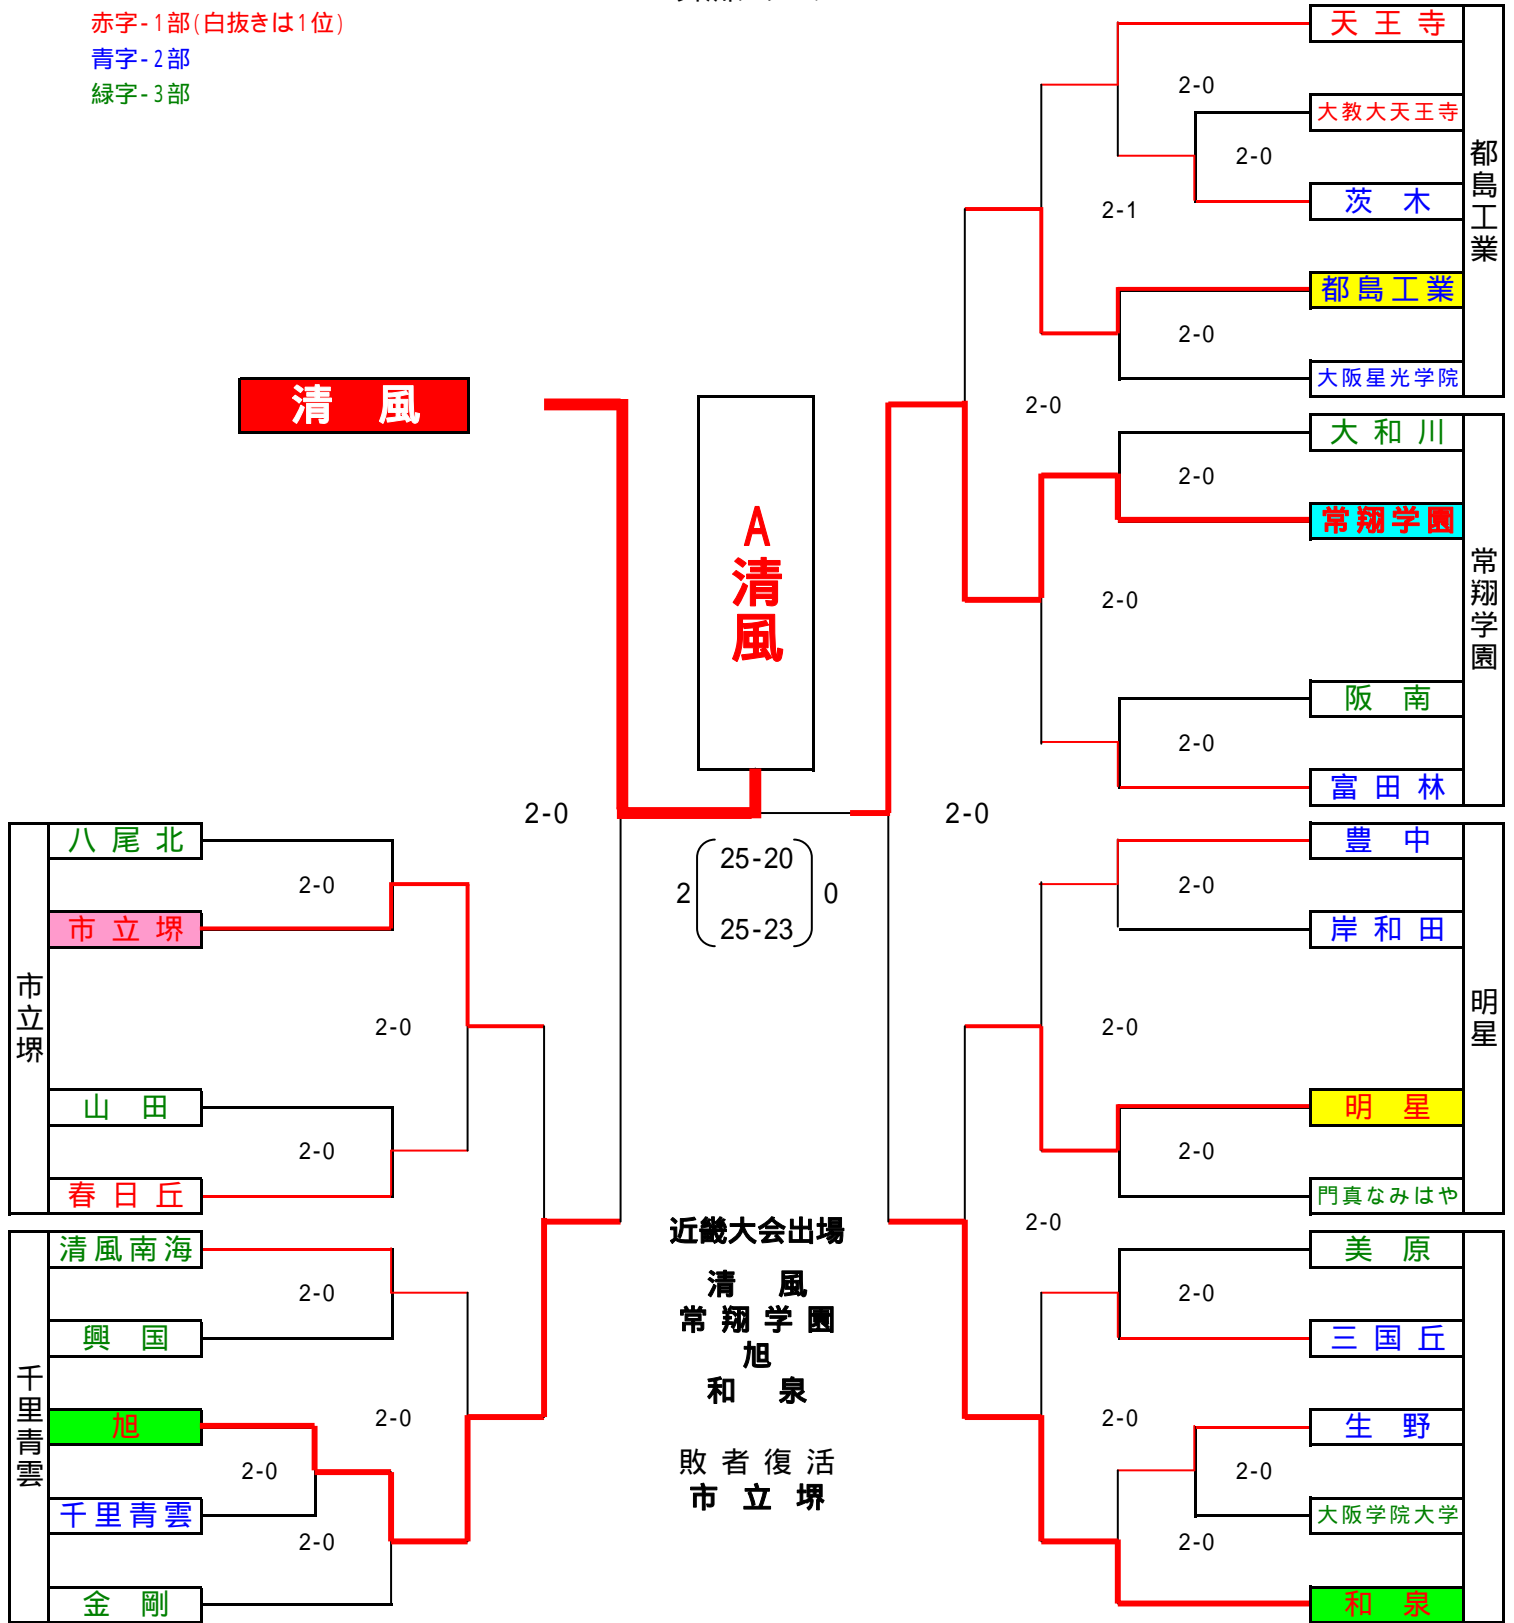 赤字-1部(白抜きは1位)
青字-2部
緑字-3部
天王寺
2-0
大教大天王寺
2-0
茨木
2-1
都島工業
2-0
大阪星光学院
都島工業
清風
A清風
2-0
大和川
2-0
常翔学園
2-0
阪南
2-0
富田林
常翔学園
2-0
2-0
25-20
2 0
25-23
八尾北
2-0
市立堺
2-0
山田
2-0
春日丘
市立堺
豊中
2-0
岸和田
2-0
明星
2-0
門真なみはや
明星
2-0
清風南海
2-0
興国
2-0
旭
2-0
千里青雲
2-0
金剛
千里青雲
近畿大会出場
清風
常翔学園
旭
和泉
敗者復活
市立堺
美原
2-0
三国丘
2-0
生野
2-0
大阪学院大学
2-0
和泉